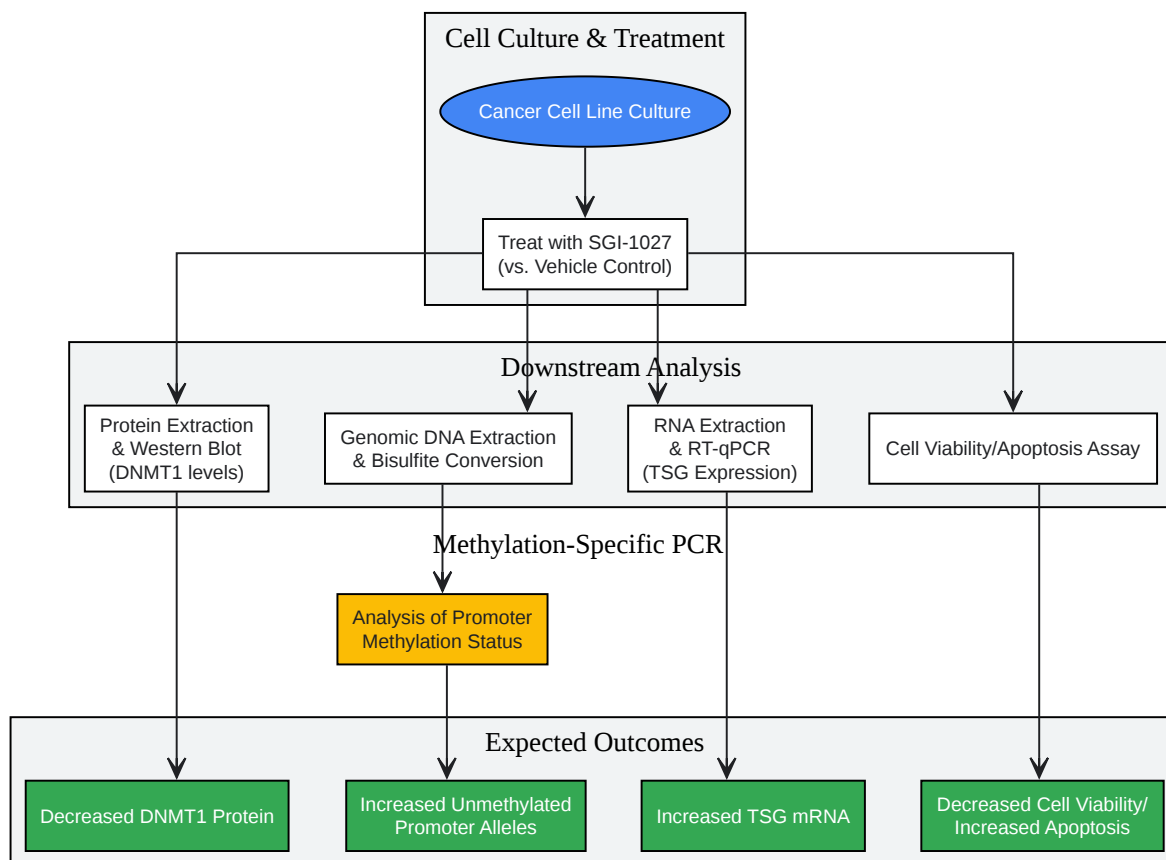 Cell Culture & Treatment
Cancer Cell Line Culture
Treat with SGI-1027
(vs. Vehicle Control)
Downstream Analysis
Protein Extraction
& Western Blot
(DNMT1 levels)
Genomic DNA Extraction
& Bisulfite Conversion
RNA Extraction
& RT-qPCR
(TSG Expression)
Cell Viability/Apoptosis Assay
Methylation-Specific PCR
Analysis of Promoter
Methylation Status
Expected Outcomes
Decreased DNMT1 Protein
Increased Unmethylated
Promoter Alleles
Increased TSG mRNA
Decreased Cell Viability/
Increased Apoptosis